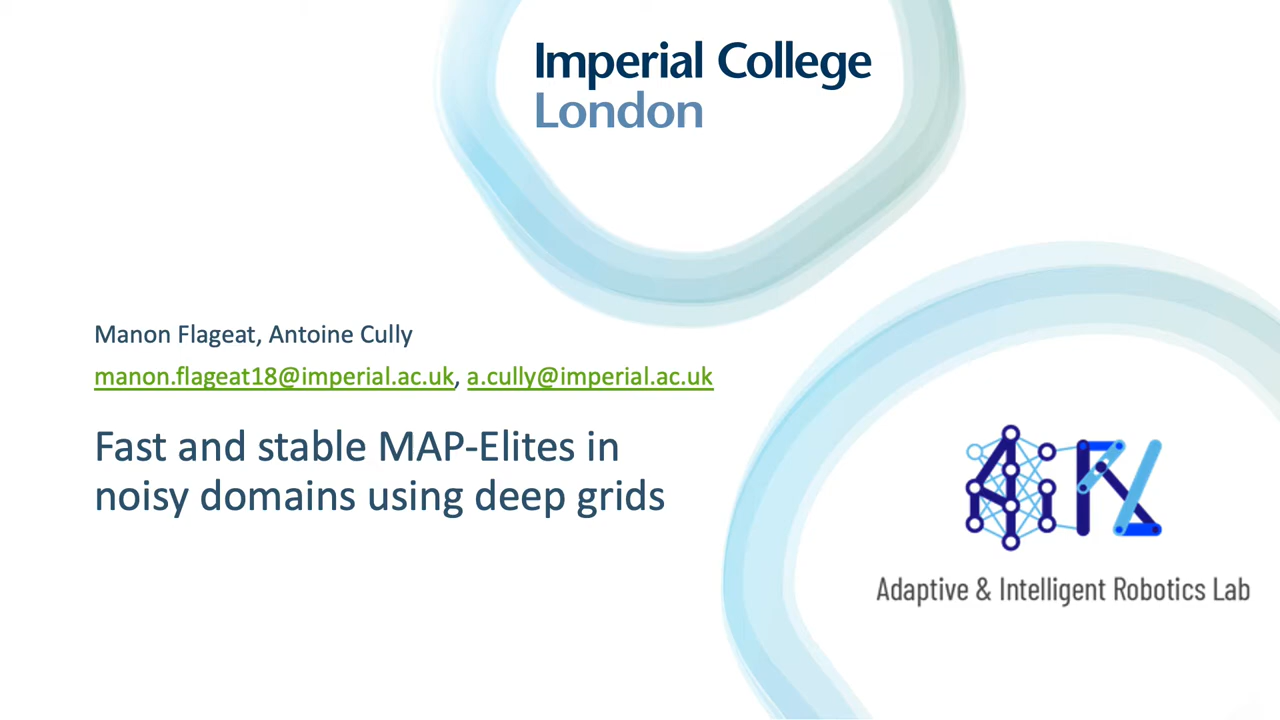 Imperial College
London
Manon Flageat, Antoine Cully
manon.flageat18@imperial.ac.uk, a.cully@imperial.ac.uk
Fast and stable MAP-Elites in
noisy domains using deep grids
AiRL
Adaptive & Intelligent Robotics Lab